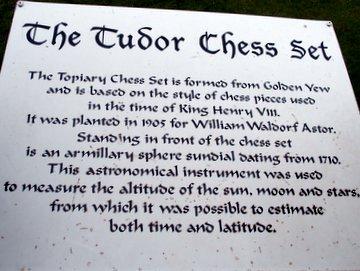 The Tudor Chess Set
The Topiary Chess Set is formed from Golden Yew
and is based on the style of chess pieces used
in the time of King Henry VIII.
It was planted in 1905 for William Waldorf Astor.
Standing in front of the chess set
is an armillary sphere sundial dating from 1710.
This astronomical instrument was used
to measure the altitude of the sun, moon and stars,
from which it was possible to estimate
both time and latitude.